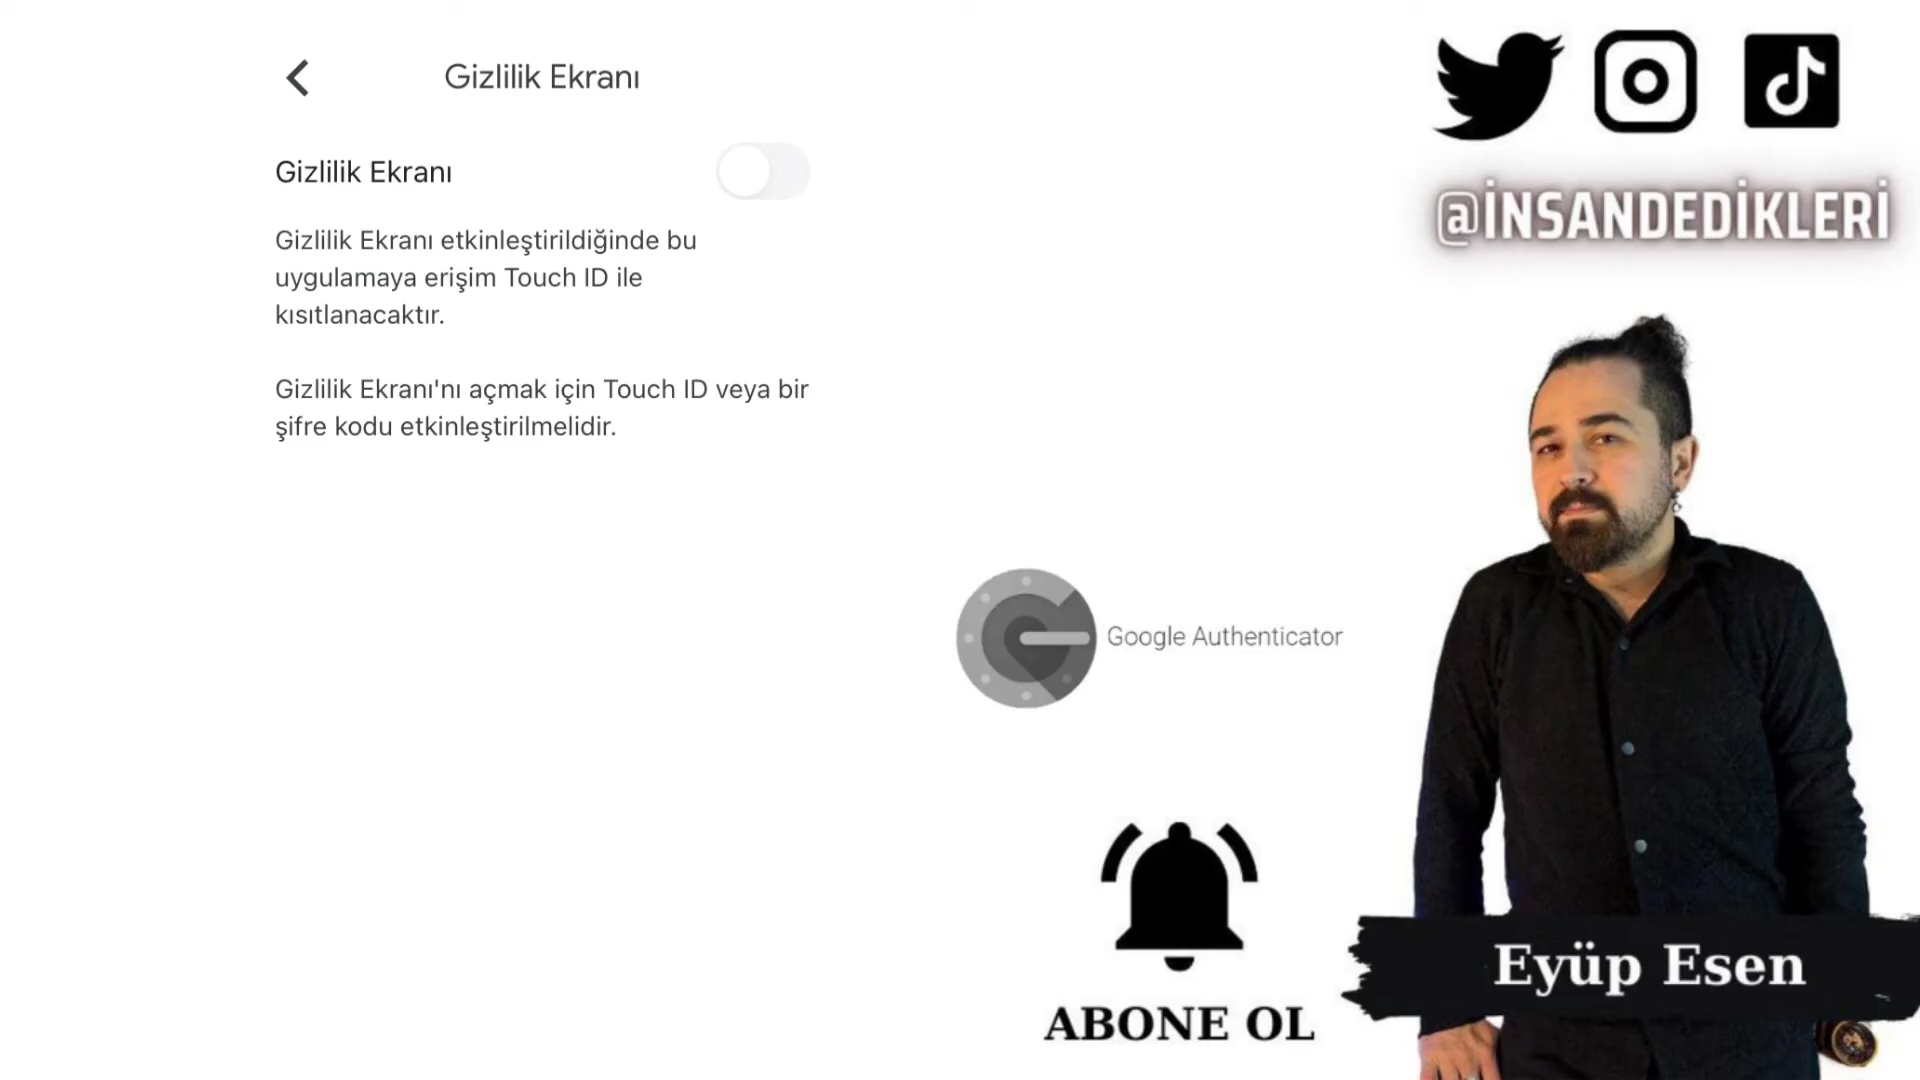 Gizlilik Ekranı
Gizlilik Ekranı
Gizlilik Ekranı etkinleştirildiğinde bu
uygulamaya erişim Touch ID ile
kısıtlanacaktır.
Gizlilik Ekranı'nı açmak için Touch ID veya bir
şifre kodu etkinleştirilmelidir.
@İNSANDEDİKLERİ
Google Authenticator
ABONE OL
Eyüp Esen